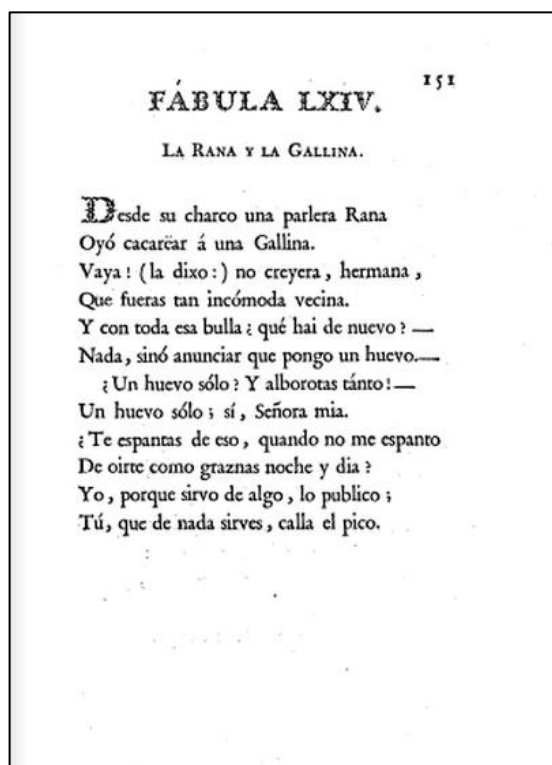 151
FÁBULA LXIV.
LA RANA Y LA GALLINA.
Desde su charco una parlera Rana
Oyó cacarëar á una Gallina.
Vaya! (la dixo:) no creyera, hermana,
Que fueras tan incómoda vecina.
Y con toda esa bulla ¿ qué hai de nuevo? —
Nada, sinó anunciar que pongo un huevo.—
¿Un huevo sólo? Y alborotas tánto!—
Un huevo sólo; sí, Señora mia.
¿Te espantas de eso, quando no me espanto
De oirte como graznas noche y dia?
Yo, porque sirvo de algo, lo publico;
Tú, que de nada sirves, calla el pico.